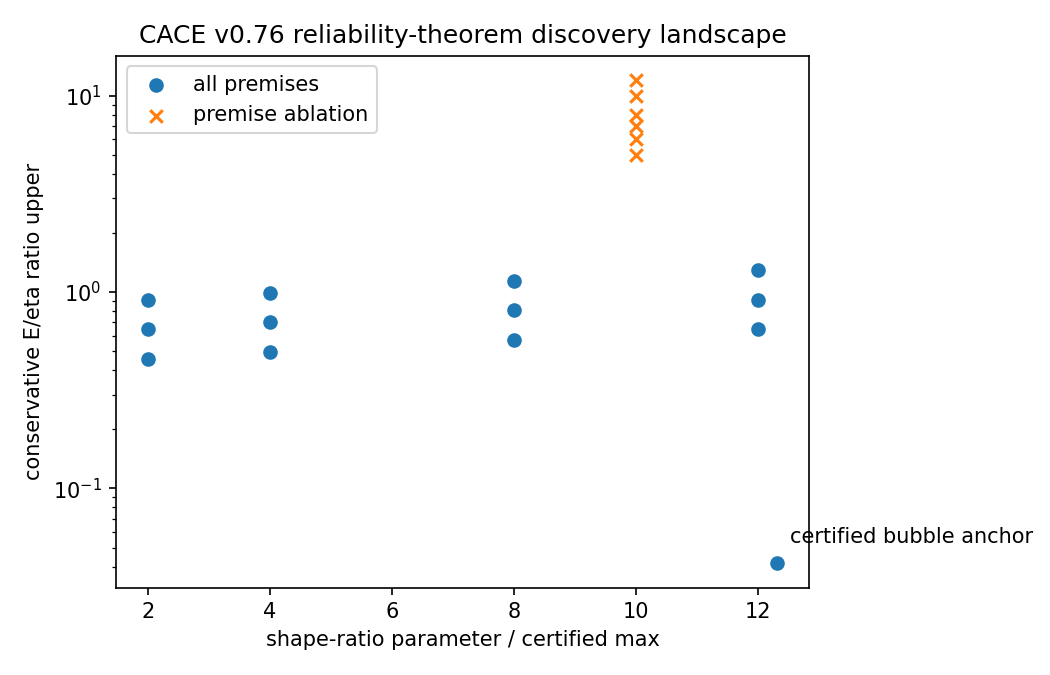 CACE v0.76 reliability-theorem discovery landscape
all premises
premise ablation
conservative E/eta ratio upper
10¹
10⁰
10⁻¹
certified bubble anchor
2 4 6 8 10 12
shape-ratio parameter / certified max